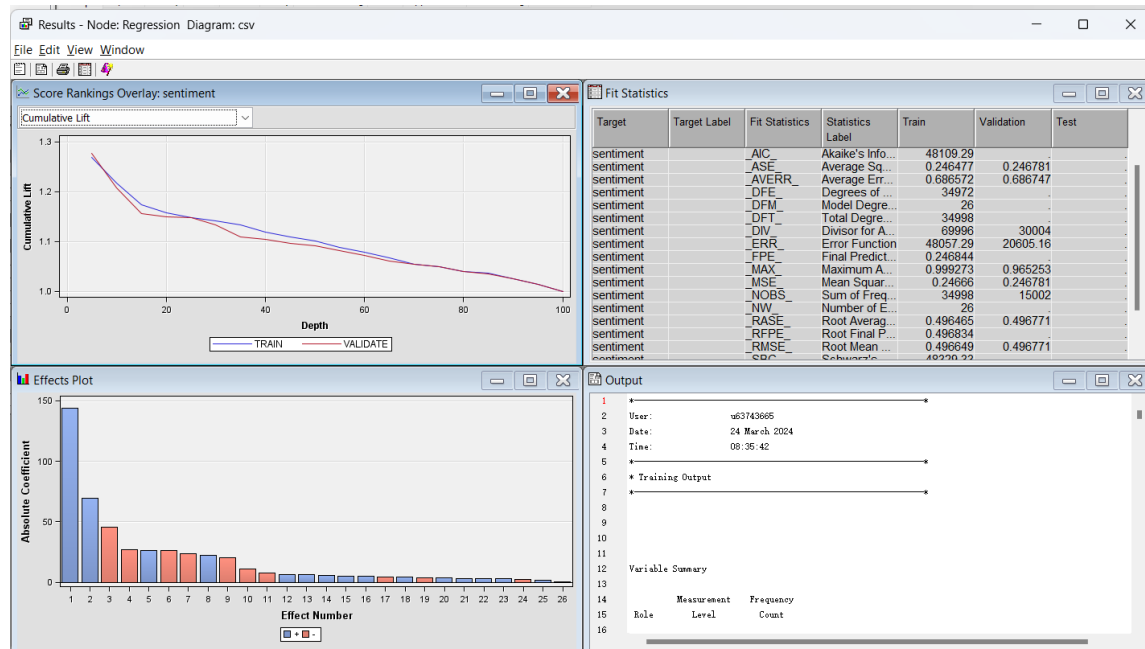 Results - Node: Regression Diagram: csv
File Edit View Window
Score Rankings Overlay: sentiment
Cumulative Lift
Cumulative Lift
1.3
1.2
1.1
1.0
0 20 40 60 80 100
Depth
TRAIN VALIDATE
Fit Statistics
Target Target Label Fit Statistics Statistics Label Train Validation Test
sentiment _AIC_ Akaike's Info... 48109.29 . .
sentiment _ASE_ Average Sq... 0.246477 0.246781 .
sentiment _AVERR_ Average Err... 0.686572 0.686747 .
sentiment _DFE_ Degrees of ... 34972 . .
sentiment _DFM_ Model Degre... 26 . .
sentiment _DFT_ Total Degre... 34998 . .
sentiment _DIV_ Divisor for A... 69996 30004 .
sentiment _ERR_ Error Function 48057.29 20605.16 .
sentiment _FPE_ Final Predict... 0.246844 . .
sentiment _MAX_ Maximum A... 0.999273 0.965253 .
sentiment _MSE_ Mean Squar... 0.24666 0.246781 .
sentiment _NOBS_ Sum of Freq... 34998 15002 .
sentiment _NW_ Number of E... 26 . .
sentiment _RASE_ Root Averag... 0.496465 0.496771 .
sentiment _RFPE_ Root Final P... 0.496834 . .
sentiment _RMSE_ Root Mean ... 0.496649 0.496771 .
sentiment _SBC_ Schwarz's ... 48329.33
Effects Plot
Absolute Coefficient
150
100
50
0
1 2 3 4 5 6 7 8 9 10 11 12 13 14 15 16 17 18 19 20 21 22 23 24 25 26
Effect Number
+ -
Output
1 *------------------------------------------------------------*
2 User: u63743665
3 Date: 24 March 2024
4 Time: 08:35:42
5 *------------------------------------------------------------*
6 * Training Output
7 *------------------------------------------------------------*
8
9
10
11
12 Variable Summary
13
14 Measurement Frequency
15 Role Level Count
16